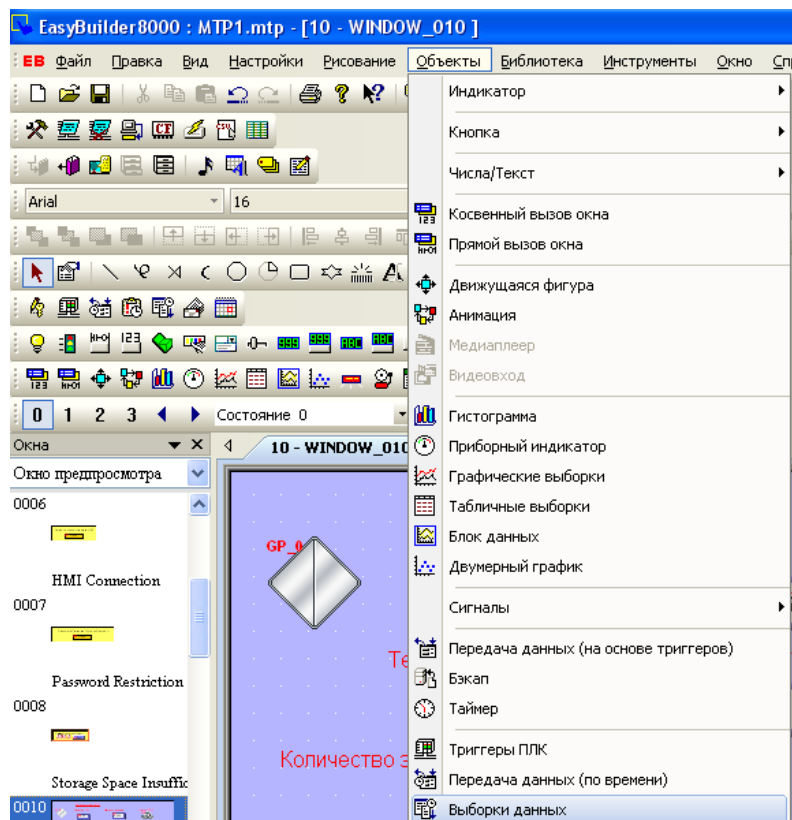 EasyBuilder8000 : MTP1.mtp - [10 - WINDOW_010 ]
EB Файл Правка Вид Настройки Рисование Объекты Библиотека Инструменты Окно
Arial 16
0 1 2 3 Состояние 0
Окна
10 - WINDOW_010
Окно предпросмотра
0006
HMI Connection
0007
Password Restriction
0008
Storage Space Insuffic
0010
GP_0
Те
Количество з
Индикатор
Кнопка
Числа/Текст
Косвенный вызов окна
Прямой вызов окна
Движущаяся фигура
Анимация
Медиаплеер
Видеовход
Гистограмма
Приборный индикатор
Графические выборки
Табличные выборки
Блок данных
Двумерный график
Сигналы
Передача данных (на основе триггеров)
Бэкап
Таймер
Триггеры ПЛК
Передача данных (по времени)
Выборки данных